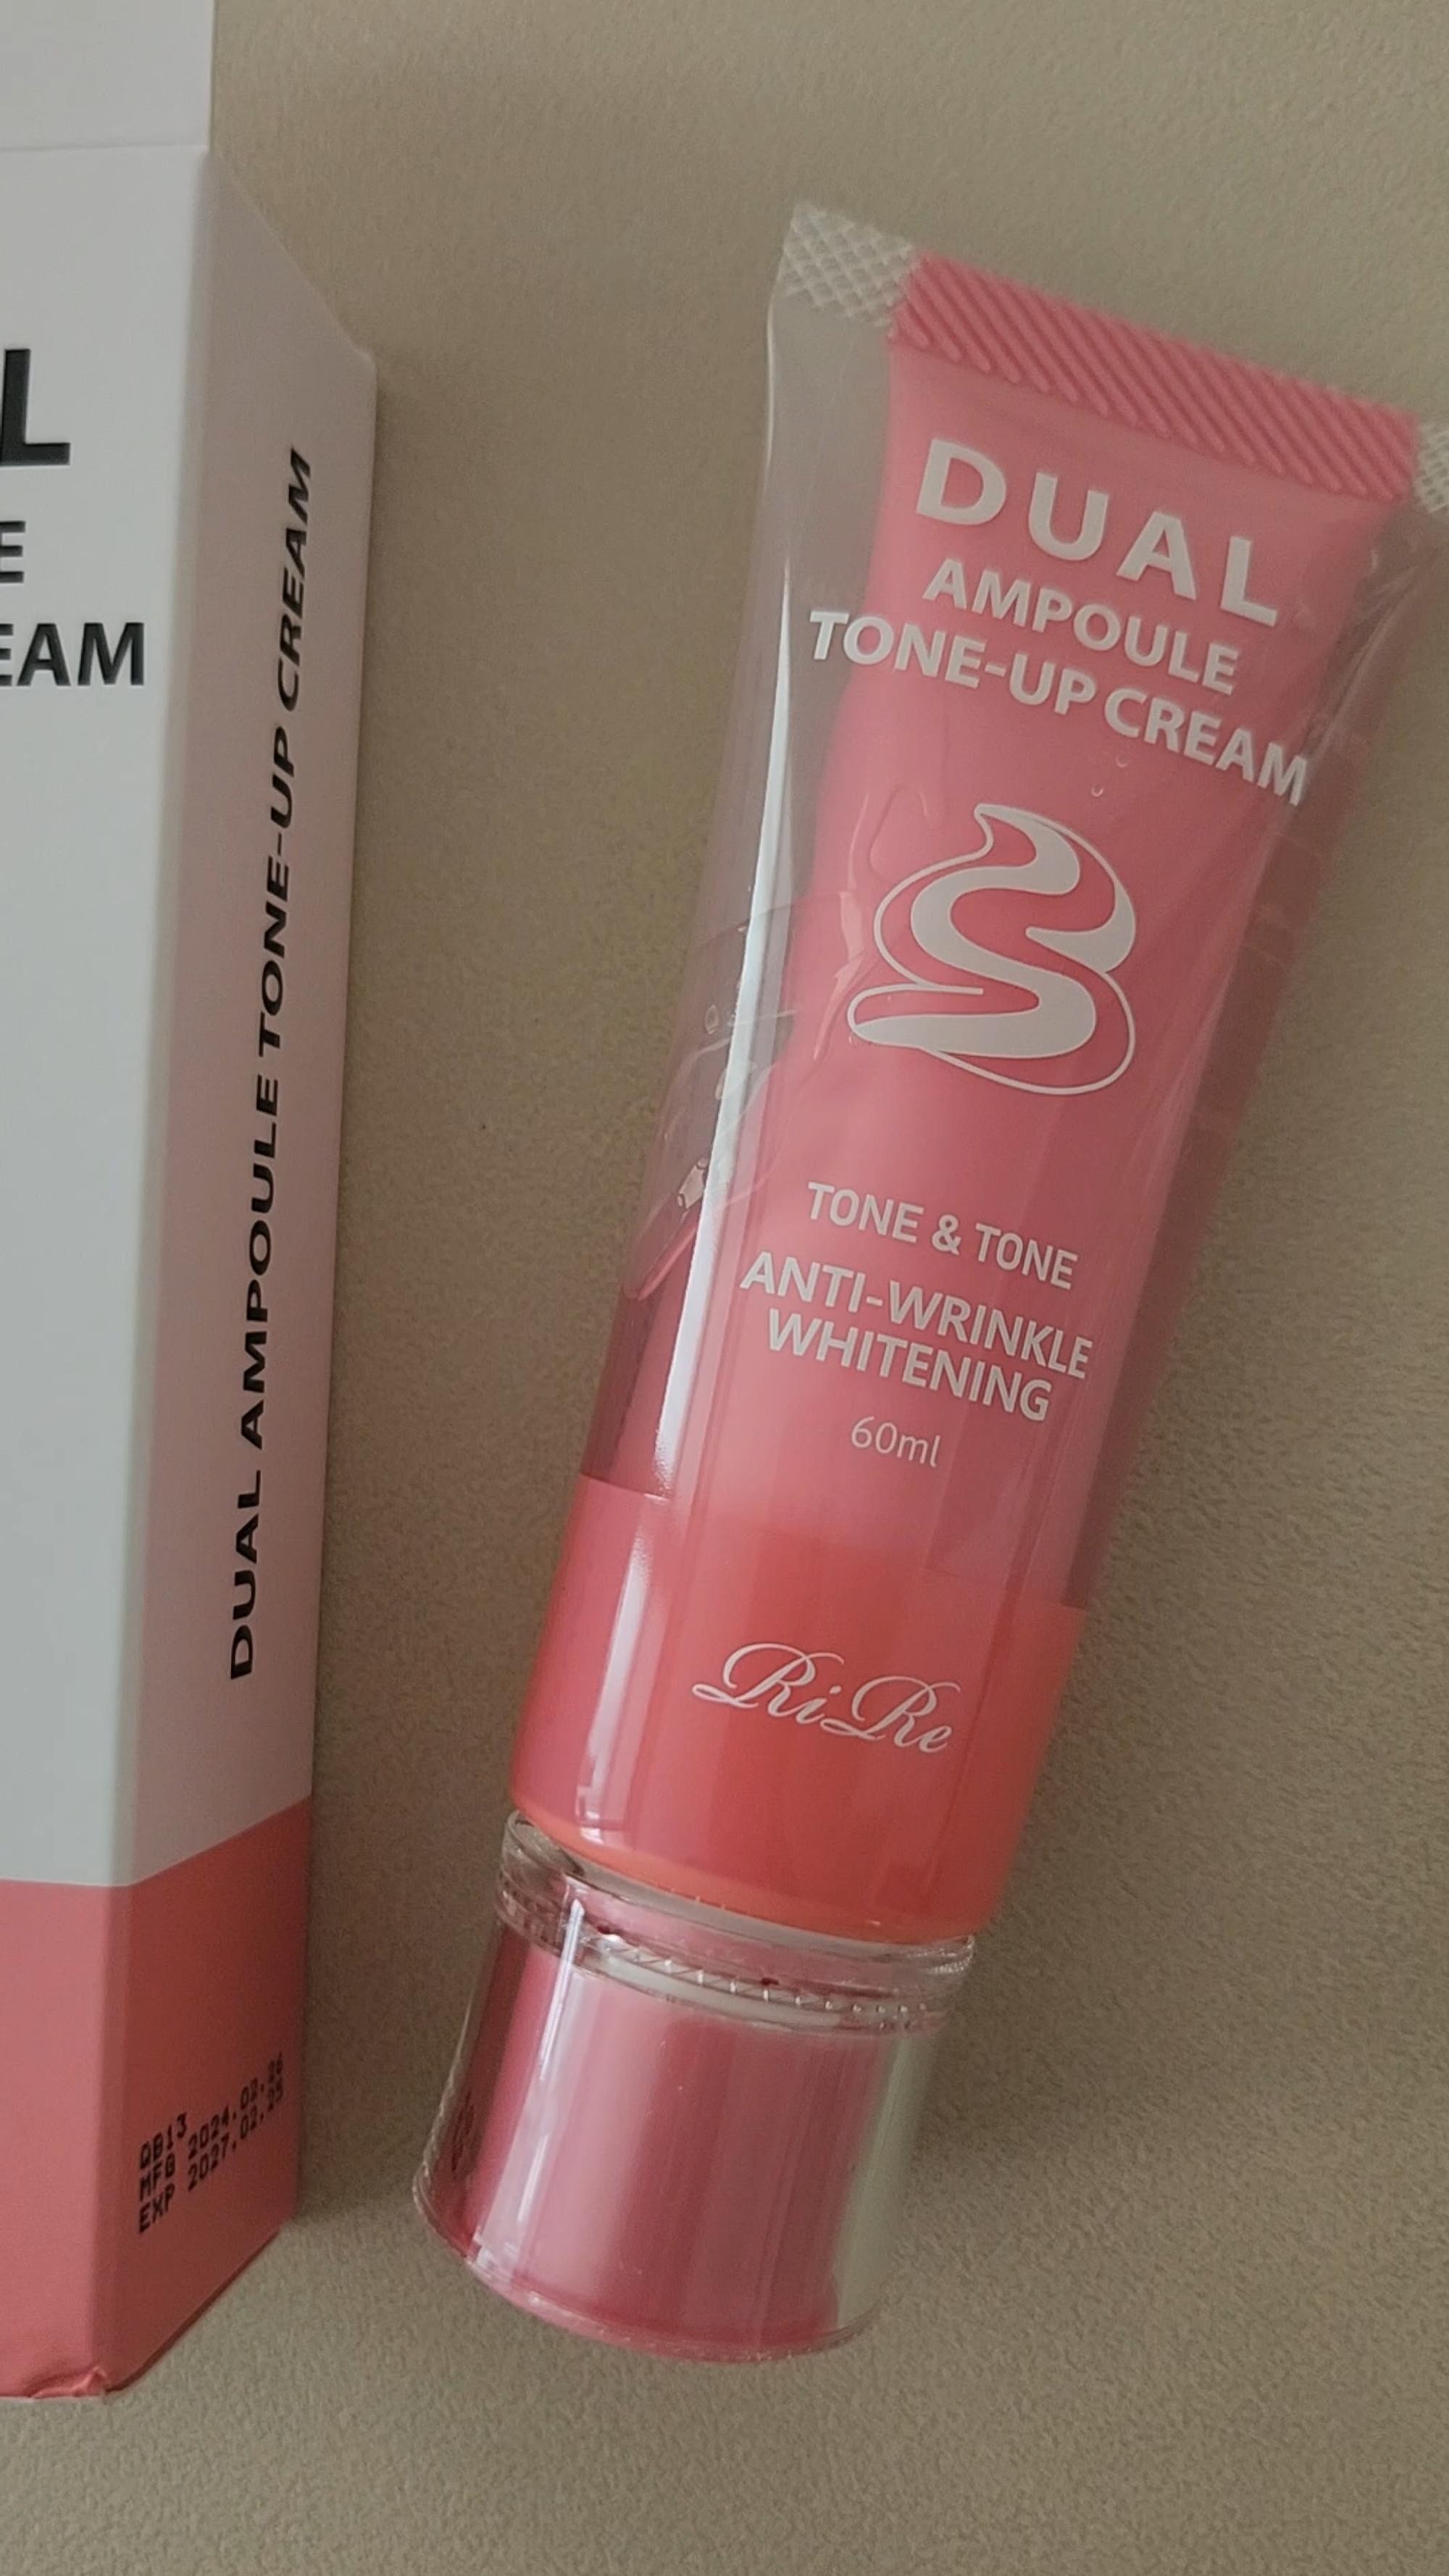 L
E
EAM
DUAL AMPOULE TONE-UP CREAM
QB13
MFG 2024.02.26
EXP 2027.02.25
DUAL
AMPOULE
TONE-UP CREAM
TONE & TONE
ANTI-WRINKLE
WHITENING
60ml
RiRe